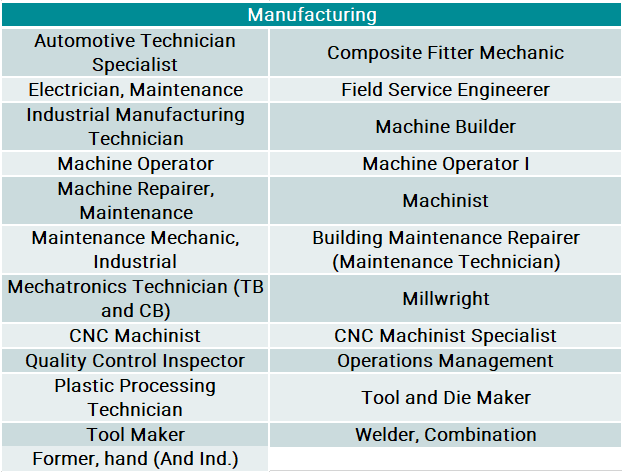 Manufacturing
Automotive Technician
Specialist
Composite Fitter Mechanic
Electrician, Maintenance
Field Service Engineerer
Industrial Manufacturing
Technician
Machine Builder
Machine Operator
Machine Operator I
Machine Repairer,
Maintenance
Machinist
Maintenance Mechanic,
Industrial
Building Maintenance Repairer
(Maintenance Technician)
Mechatronics Technician (TB
and CB)
Millwright
CNC Machinist
CNC Machinist Specialist
Quality Control Inspector
Operations Management
Plastic Processing
Technician
Tool and Die Maker
Tool Maker
Welder, Combination
Former, hand (And Ind.)